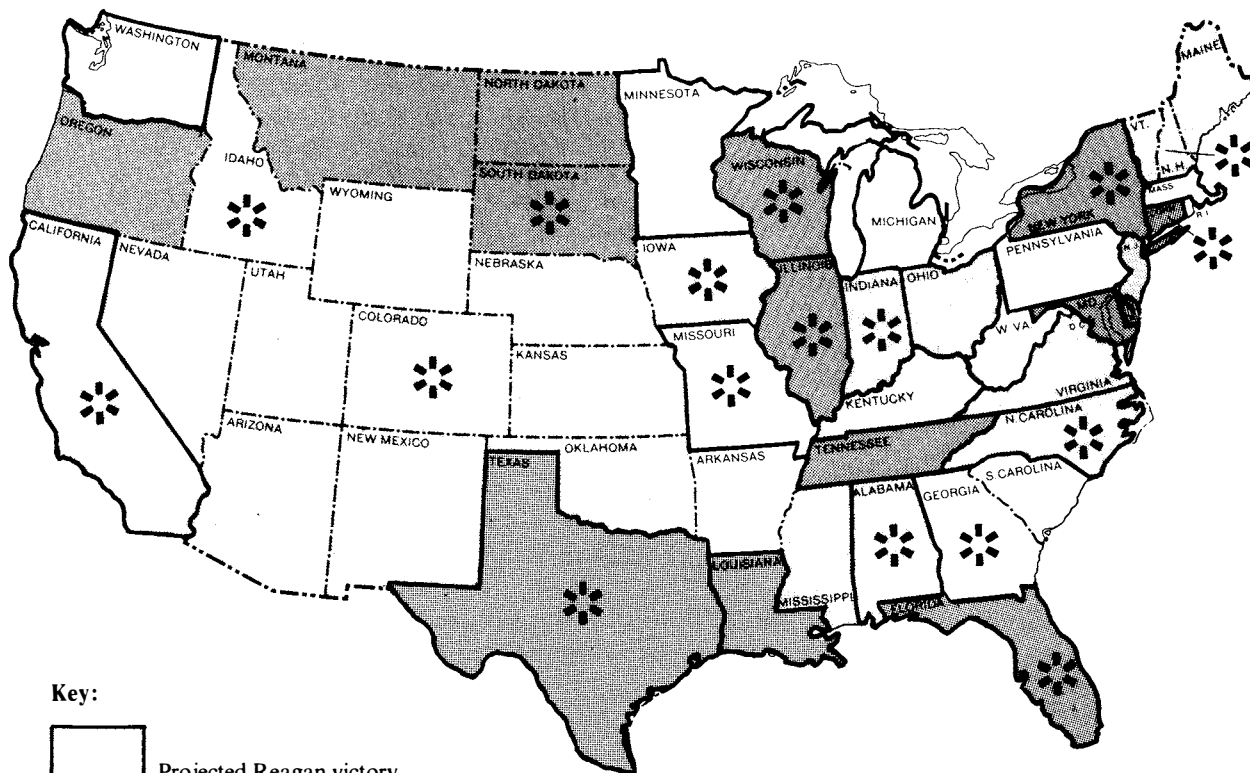 WASHINGTON
MONTANA
NORTH DAKOTA
MINNESOTA
MAINE
OREGON
IDAHO
WYOMING
SOUTH DAKOTA
WISCONSIN
MICHIGAN
VT.
N.H.
MASS
R I
NEW YORK
CALIFORNIA
NEVADA
UTAH
NEBRASKA
IOWA
ILLINOIS
INDIANA
OHIO
PENNSYLVANIA
N.J.
COLORADO
KANSAS
MISSOURI
W VA
MD.
D C
VIRGINIA
KENTUCKY
ARIZONA
NEW MEXICO
TEXAS
OKLAHOMA
ARKANSAS
TENNESSEE
N. CAROLINA
S. CAROLINA
ALABAMA
GEORGIA
LOUISIANA
MISSISSIPPI
FLORIDA
Key:
Projected Reagan victory